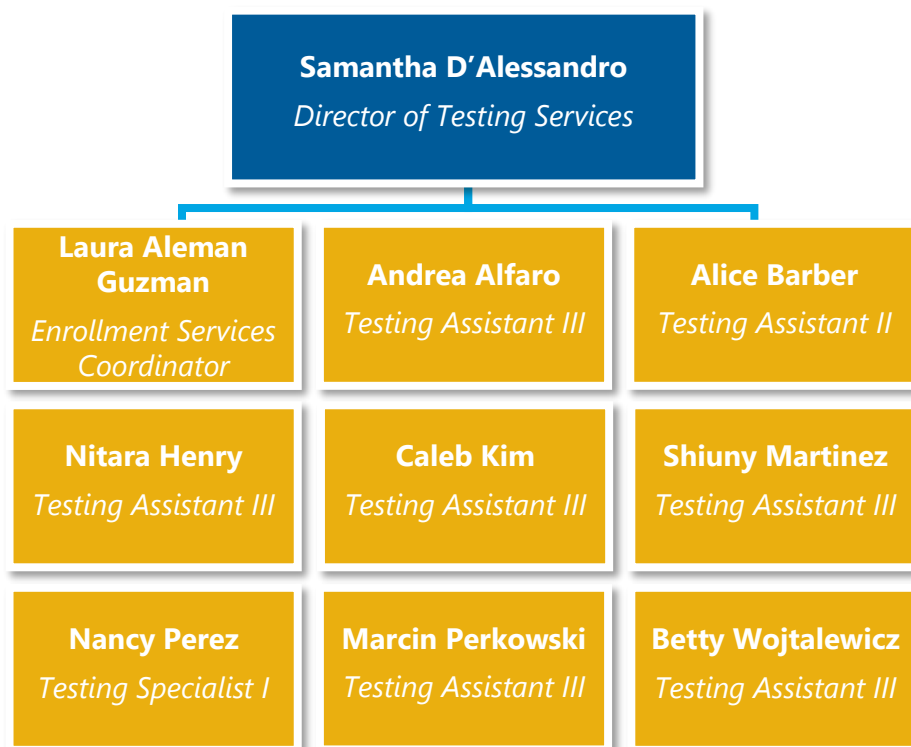 Samantha D’Alessandro
Director of Testing Services
Laura Aleman
Guzman
Enrollment Services
Coordinator
Andrea Alfaro
Testing Assistant III
Alice Barber
Testing Assistant II
Nitara Henry
Testing Assistant III
Caleb Kim
Testing Assistant III
Shiuny Martinez
Testing Assistant III
Nancy Perez
Testing Specialist I
Marcin Perkowski
Testing Assistant III
Betty Wojtalewicz
Testing Assistant III